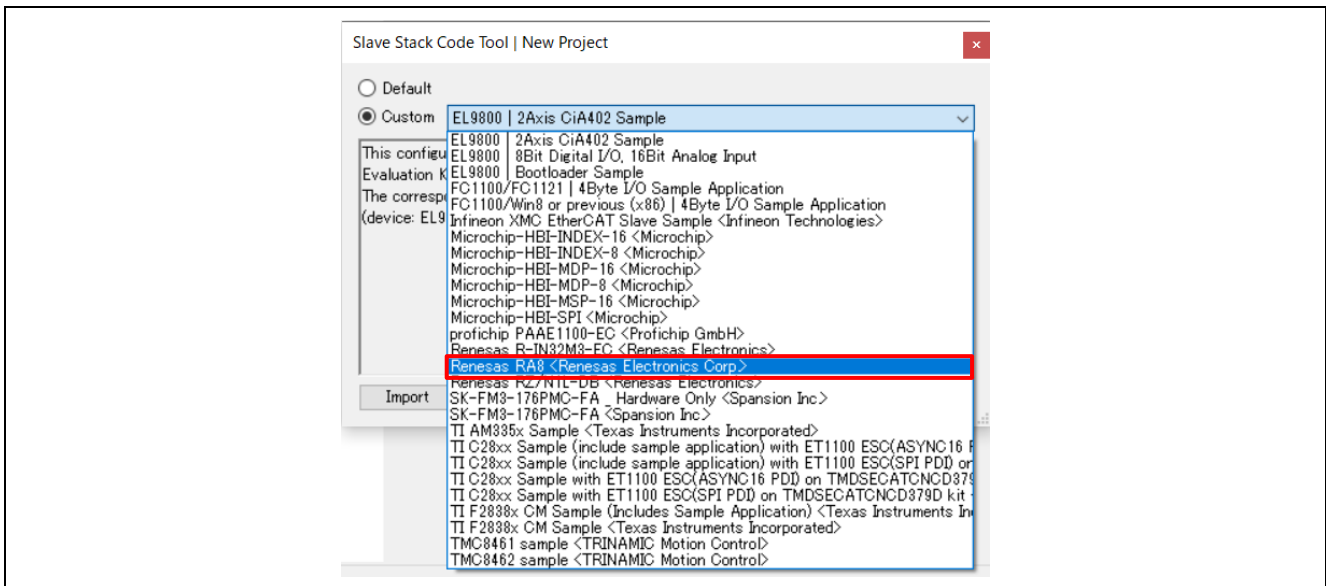 Slave Stack Code Tool | New Project
Default
Custom
EL9800 | 2Axis CiA402 Sample
EL9800 | 2Axis CiA402 Sample
EL9800 | 8Bit Digital I/O, 16Bit Analog Input
EL9800 | Bootloader Sample
FC1100/FC1121 | 4Byte I/O Sample Application
FC1100/Win8 or previous (x86) | 4Byte I/O Sample Application
Infineon XMC EtherCAT Slave Sample <Infineon Technologies>
Microchip-HBI-INDEX-16 <Microchip>
Microchip-HBI-INDEX-8 <Microchip>
Microchip-HBI-MDP-16 <Microchip>
Microchip-HBI-MDP-8 <Microchip>
Microchip-HBI-MSP-16 <Microchip>
Microchip-HBI-SPI <Microchip>
profichip PAAE1100-EC <Profichip GmbH>
Renesas R-IN32M3-EC <Renesas Electronics>
Renesas RA8 <Renesas Electronics Corp.>
Renesas RZ/N1L-DB <Renesas Electronics>
SK-FM3-176PMC-FA _ Hardware Only <Spansion Inc.>
SK-FM3-176PMC-FA <Spansion Inc.>
TI AM335x Sample <Texas Instruments Incorporated>
TI C28xx Sample (include sample application) with ET1100 ESC(ASYNC16 P
TI C28xx Sample (include sample application) with ET1100 ESC(SPI PDI) on
TI C28xx Sample with ET1100 ESC(ASYNC16 PDI) on TMDSECATCNCD379
TI C28xx Sample with ET1100 ESC(SPI PDI) on TMDSECATCNCD379D kit
TI F2838x CM Sample (Includes Sample Application) <Texas Instruments In
TI F2838x CM Sample <Texas Instruments Incorporated>
TMC8461 sample <TRINAMIC Motion Control>
TMC8462 sample <TRINAMIC Motion Control>
This configu
Evaluation K
The correspo
(device: EL9
Import